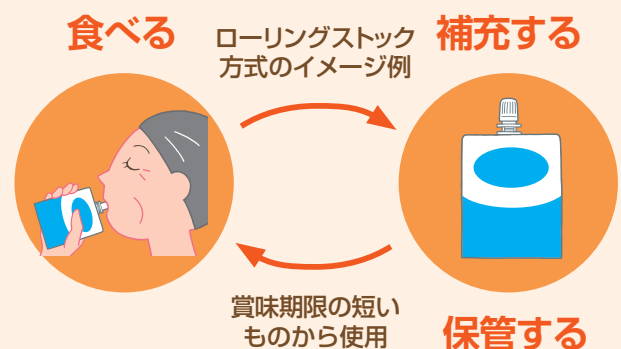 食べる
ローリングストック
方式のイメージ例
補充する
賞味期限の短い
ものから使用
保管する